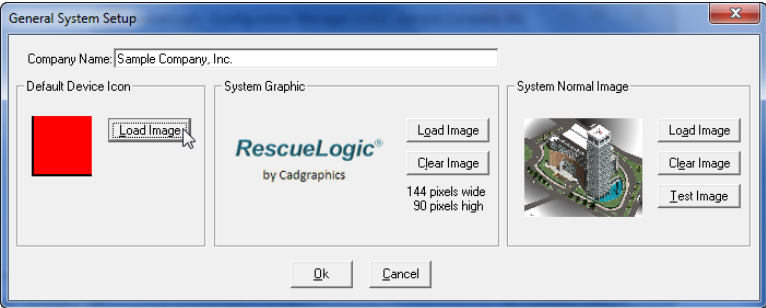 General System Setup
Company Name: Sample Company, Inc.
Default Device Icon
Load Image
System Graphic
RescueLogic®
by Cadgraphics
Load Image
Clear Image
144 pixels wide
90 pixels high
System Normal Image
Load Image
Clear Image
Test Image
Ok
Cancel